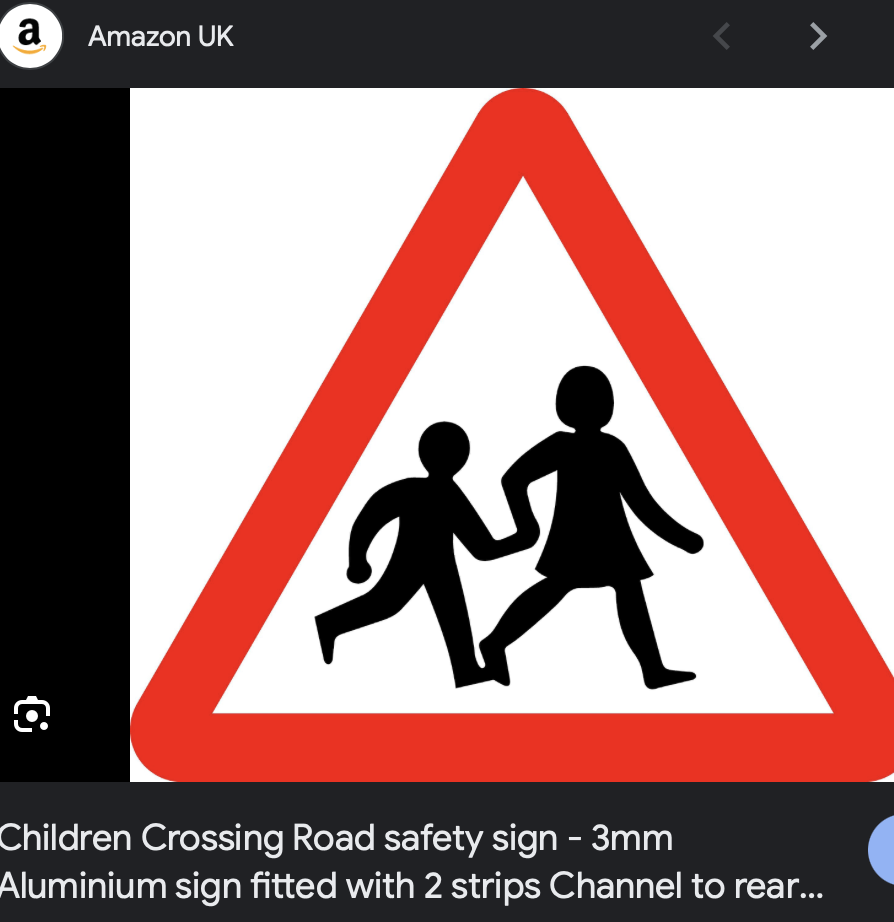 a
Amazon UK
Children Crossing Road safety sign - 3mm
Aluminium sign fitted with 2 strips Channel to rear...